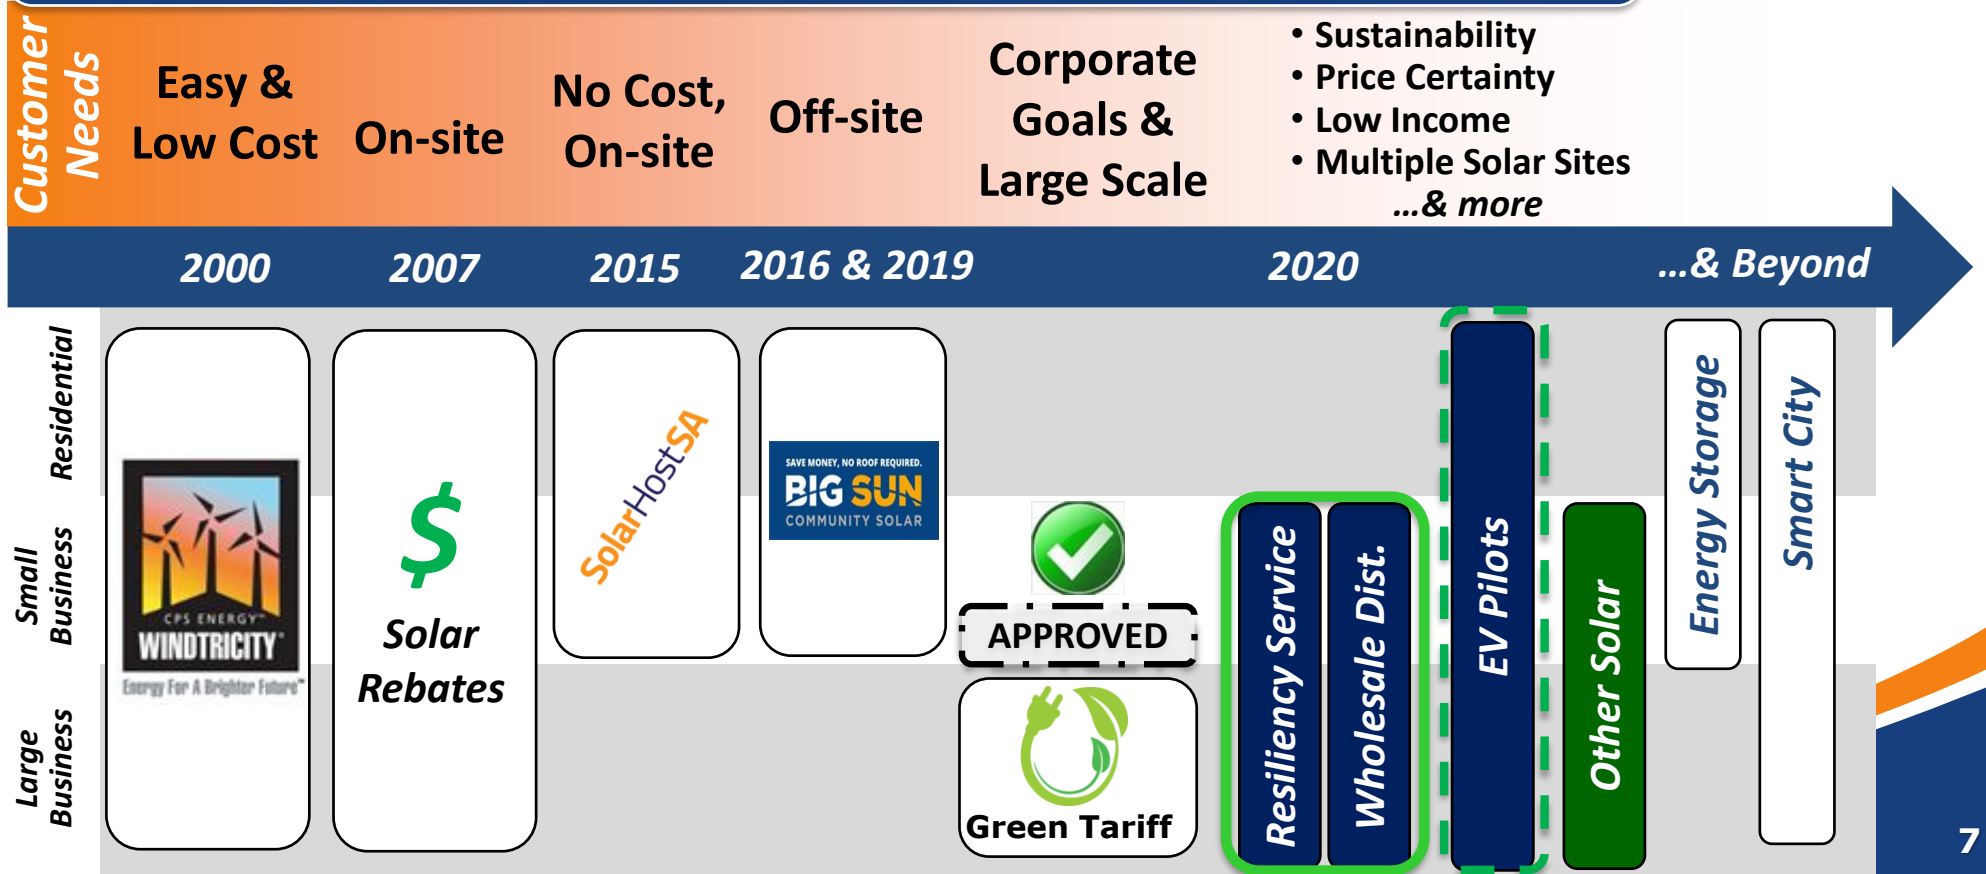 Customer
Needs
Easy &
Low Cost
On-site
No Cost,
On-site
Off-site
Corporate
Goals &
Large Scale
• Sustainability
• Price Certainty
• Low Income
• Multiple Solar Sites
...& more
2000
2007
2015
2016 & 2019
2020
...& Beyond
Residential
Small
Business
Large
Business
CPS ENERGY™
WINDTRICITY®
Energy For A Brighter Future™
$
Solar
Rebates
SolarHostSA
SAVE MONEY, NO ROOF REQUIRED.
BIG SUN
COMMUNITY SOLAR
APPROVED
Green Tariff
Resiliency Service
Wholesale Dist.
EV Pilots
Other Solar
Energy Storage
Smart City
7